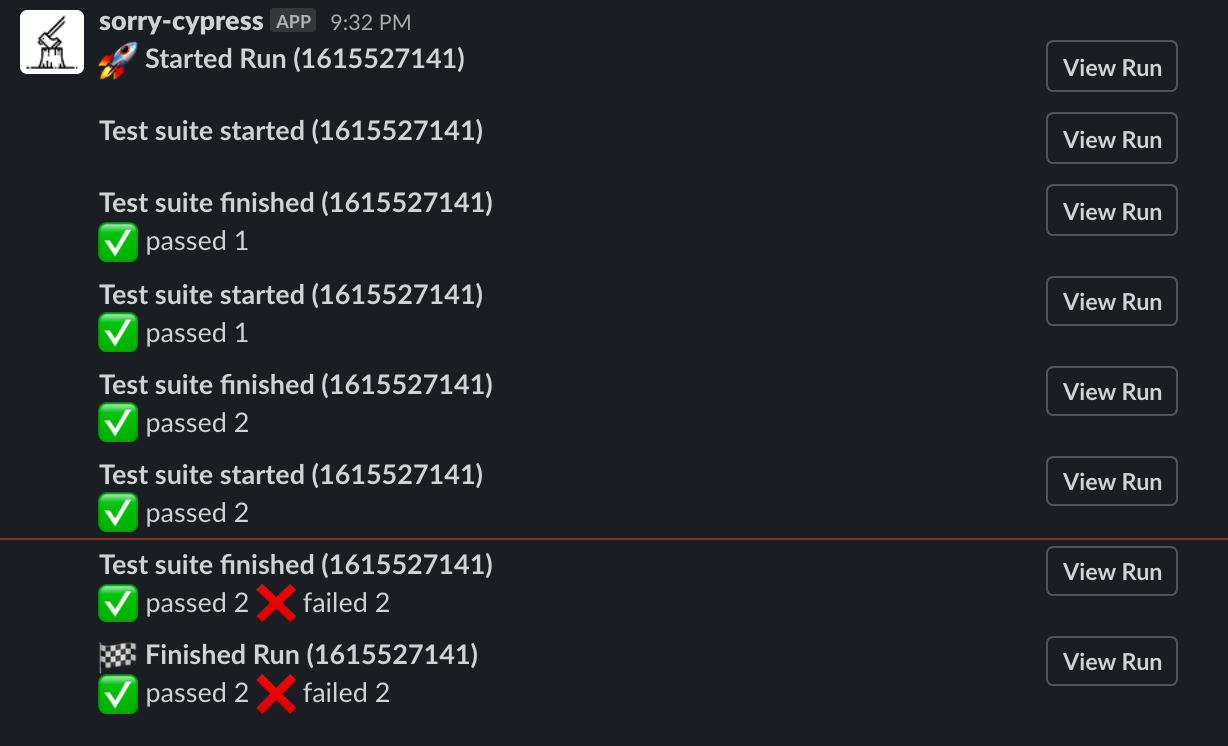 sorry-cypress APP 9:32 PM
🚀 Started Run (1615527141)
View Run
Test suite started (1615527141)
View Run
Test suite finished (1615527141)
View Run
✅ passed 1
Test suite started (1615527141)
View Run
✅ passed 1
Test suite finished (1615527141)
View Run
✅ passed 2
Test suite started (1615527141)
View Run
✅ passed 2
Test suite finished (1615527141)
View Run
✅ passed 2 ❌ failed 2
🏁 Finished Run (1615527141)
View Run
✅ passed 2 ❌ failed 2